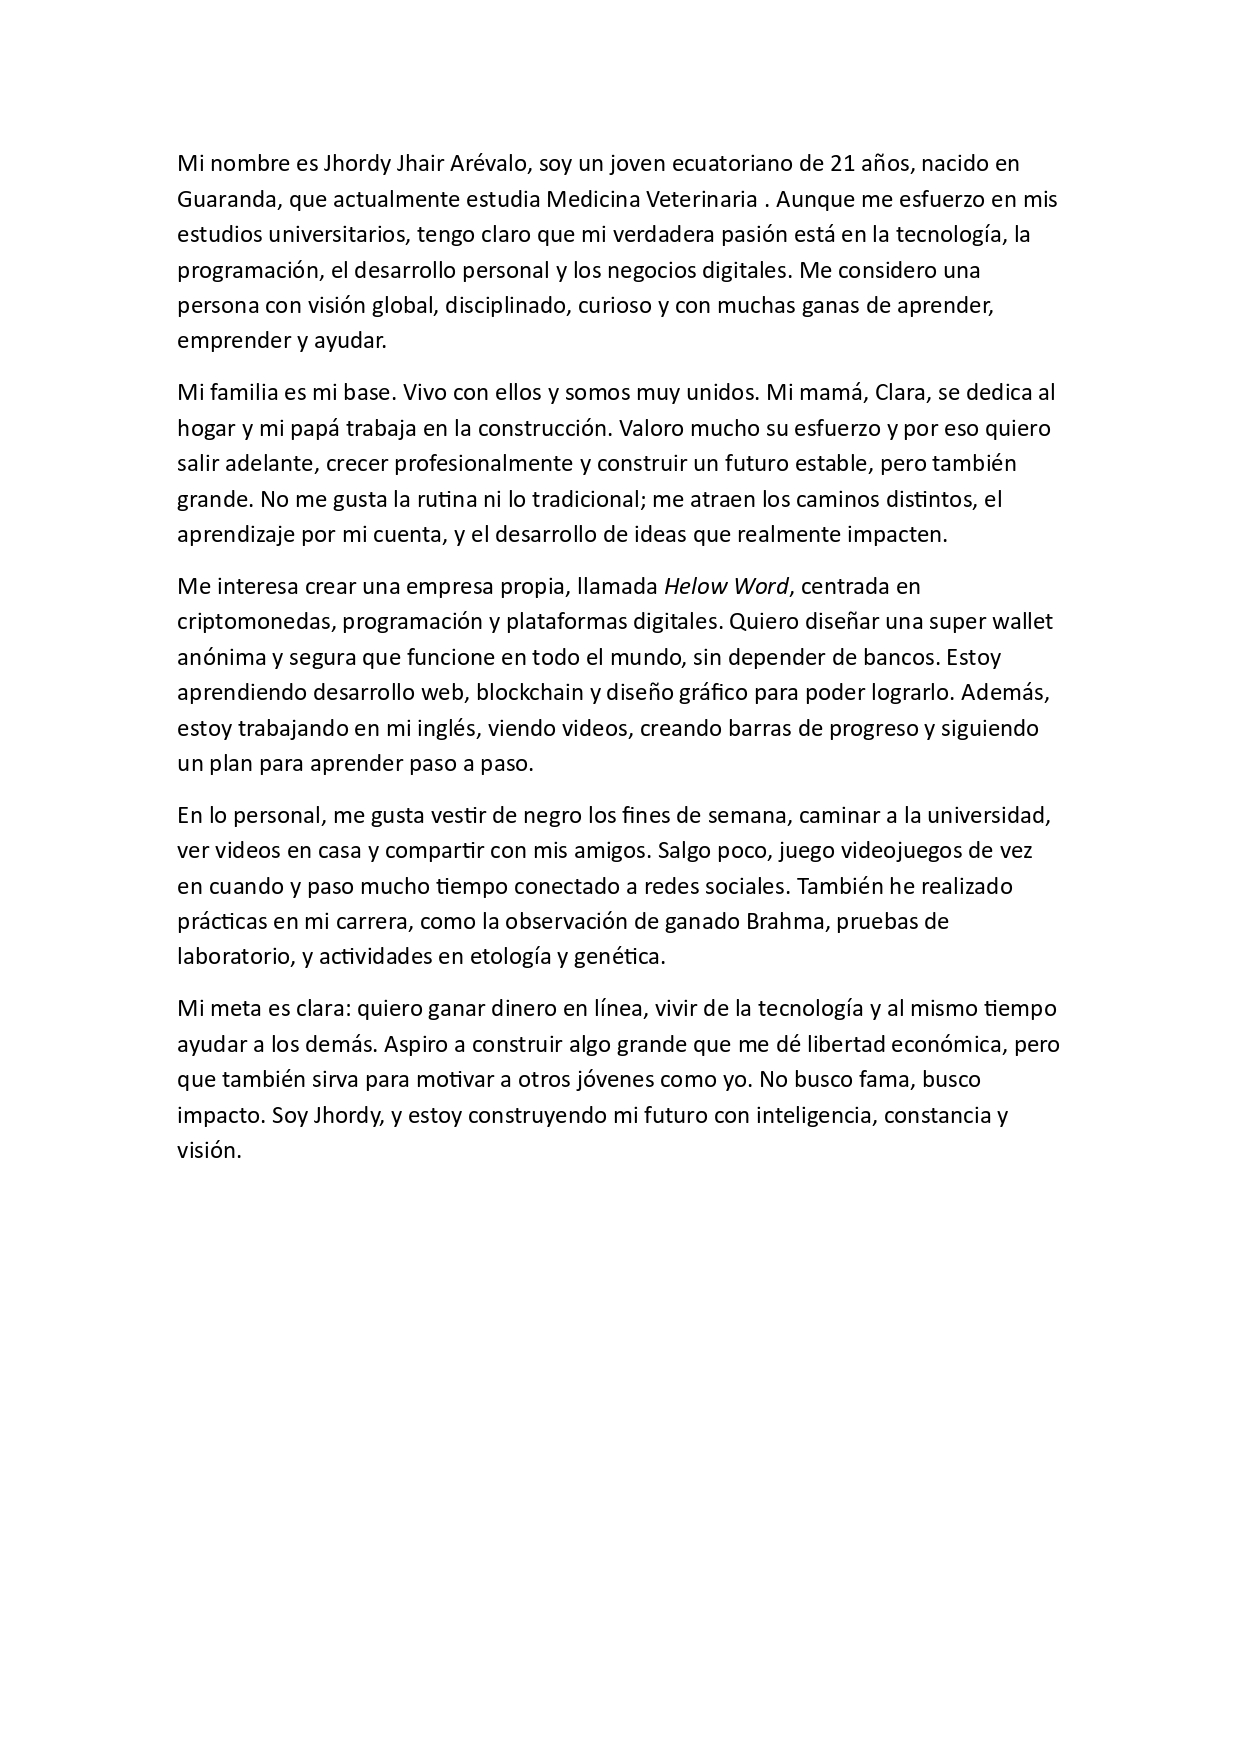 Mi nombre es Jhordy Jhair Arévalo, soy un joven ecuatoriano de 21 años, nacido en
Guaranda, que actualmente estudia Medicina Veterinaria . Aunque me esfuerzo en mis
estudios universitarios, tengo claro que mi verdadera pasión está en la tecnología, la
programación, el desarrollo personal y los negocios digitales. Me considero una
persona con visión global, disciplinado, curioso y con muchas ganas de aprender,
emprender y ayudar.
Mi familia es mi base. Vivo con ellos y somos muy unidos. Mi mamá, Clara, se dedica al
hogar y mi papá trabaja en la construcción. Valoro mucho su esfuerzo y por eso quiero
salir adelante, crecer profesionalmente y construir un futuro estable, pero también
grande. No me gusta la rutina ni lo tradicional; me atraen los caminos distintos, el
aprendizaje por mi cuenta, y el desarrollo de ideas que realmente impacten.
Me interesa crear una empresa propia, llamada Helow Word, centrada en
criptomonedas, programación y plataformas digitales. Quiero diseñar una super wallet
anónima y segura que funcione en todo el mundo, sin depender de bancos. Estoy
aprendiendo desarrollo web, blockchain y diseño gráfico para poder lograrlo. Además,
estoy trabajando en mi inglés, viendo videos, creando barras de progreso y siguiendo
un plan para aprender paso a paso.
En lo personal, me gusta vestir de negro los fines de semana, caminar a la universidad,
ver videos en casa y compartir con mis amigos. Salgo poco, juego videojuegos de vez
en cuando y paso mucho tiempo conectado a redes sociales. También he realizado
prácticas en mi carrera, como la observación de ganado Brahma, pruebas de
laboratorio, y actividades en etología y genética.
Mi meta es clara: quiero ganar dinero en línea, vivir de la tecnología y al mismo tiempo
ayudar a los demás. Aspiro a construir algo grande que me dé libertad económica, pero
que también sirva para motivar a otros jóvenes como yo. No busco fama, busco
impacto. Soy Jhordy, y estoy construyendo mi futuro con inteligencia, constancia y
visión.